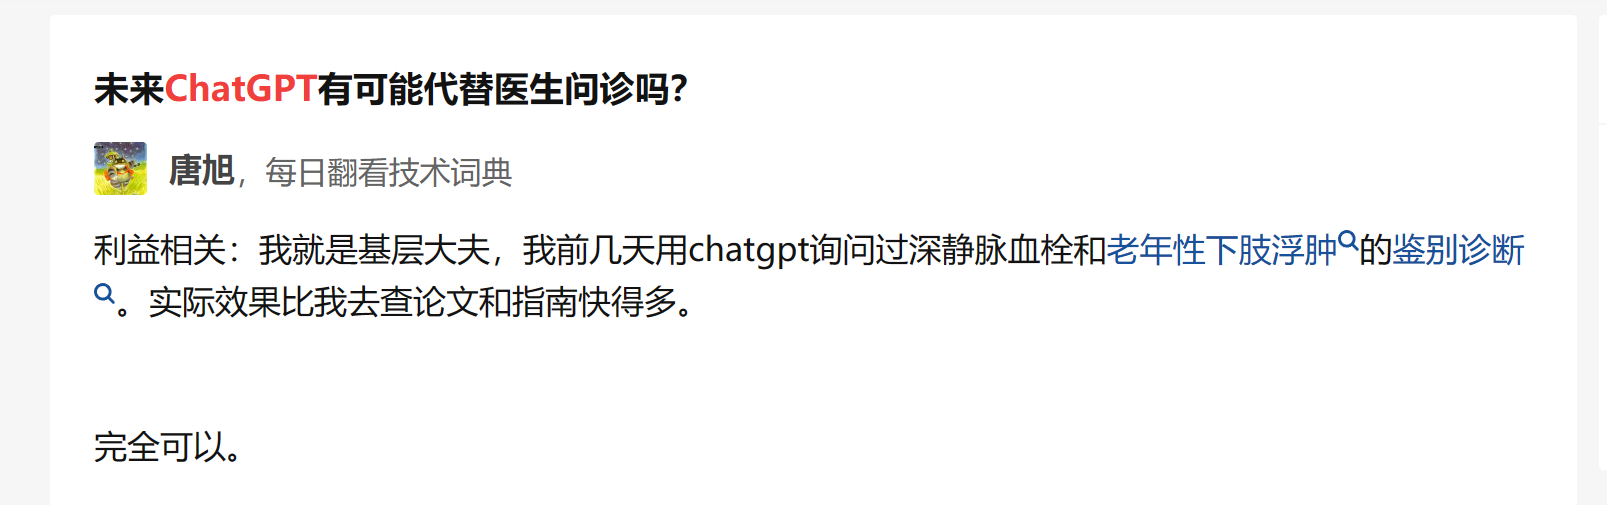 未来ChatGPT有可能代替医生问诊吗？
唐旭，每日翻看技术词典
利益相关：我就是基层大夫，我前几天用chatgpt询问过深静脉血栓和老年性下肢浮肿的鉴别诊断
。实际效果比我去查论文和指南快得多。
完全可以。